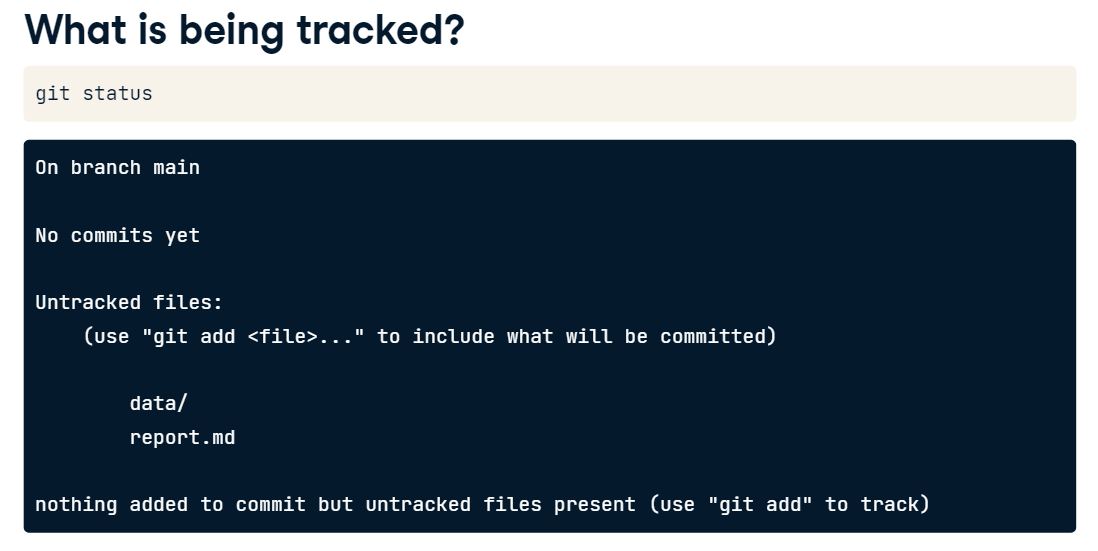 What is being tracked?
git status
On branch main
No commits yet
Untracked files:
(use "git add <file>..." to include what will be committed)
data/
report.md
nothing added to commit but untracked files present (use "git add" to track)